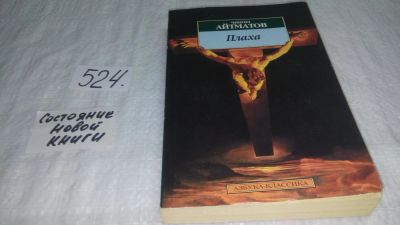 524.
Состояние
новой
книги
ЧИНГИЗ
АЙТМАТОВ
Плаха
АЗБУКА-КЛАССИКА